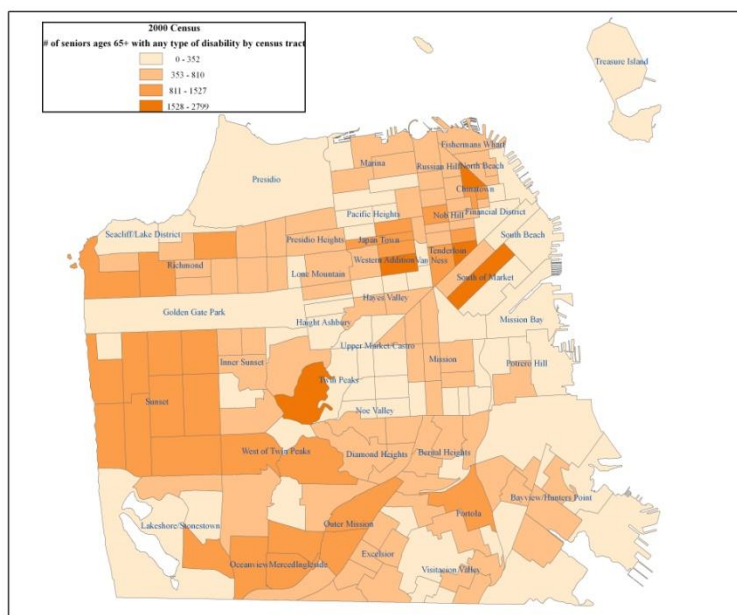 2000 Census
# of seniors ages 65+ with any type of disability by census tract
0 - 352
353 - 810
811 - 1527
1528 - 2799
Treasure Island
Fishermans Wharf
Marina
Russian Hill
North Beach
Presidio
Chinatown
Pacific Heights
Nob Hill
Financial District
Seacliff/Lake District
South Beach
Presidio Heights
Japan Town
Richmond
Tenderloin
Lone Mountain
Western Addition
Van Ness
South of Market
Hayes Valley
Golden Gate Park
Haight Ashbury
Mission Bay
Upper Market/Castro
Inner Sunset
Mission
Potrero Hill
Twin Peaks
Sunset
Noe Valley
West of Twin Peaks
Diamond Heights
Bernal Heights
Bayview/Hunters Point
Lakeshore/Stonestown
Outer Mission
Portola
Excelsior
Oceanview/Merced/Ingleside
Visitacion Valley